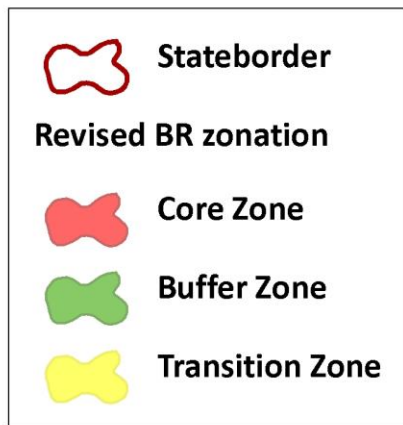 Stateborder
Revised BR zonation
Core Zone
Buffer Zone
Transition Zone